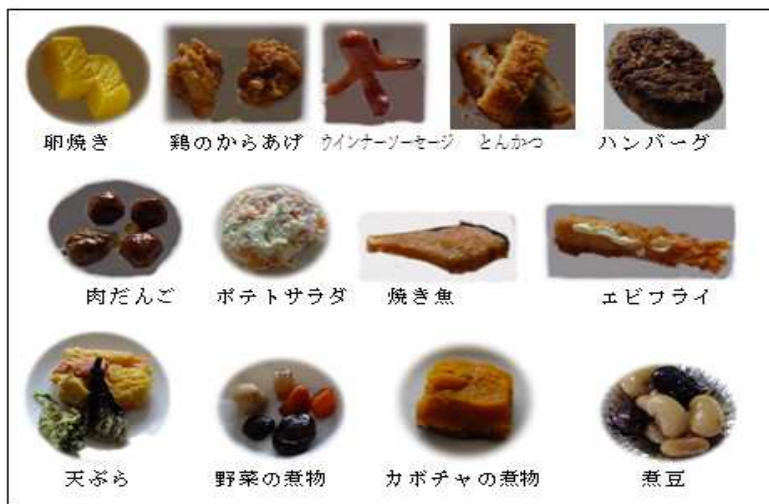 卵焼き 鶏のからあげ ウインナーソーセージ とんかつ ハンバーグ
肉だんご ポテトサラダ 焼き魚 エビフライ
天ぷら 野菜の煮物 カボチャの煮物 煮豆